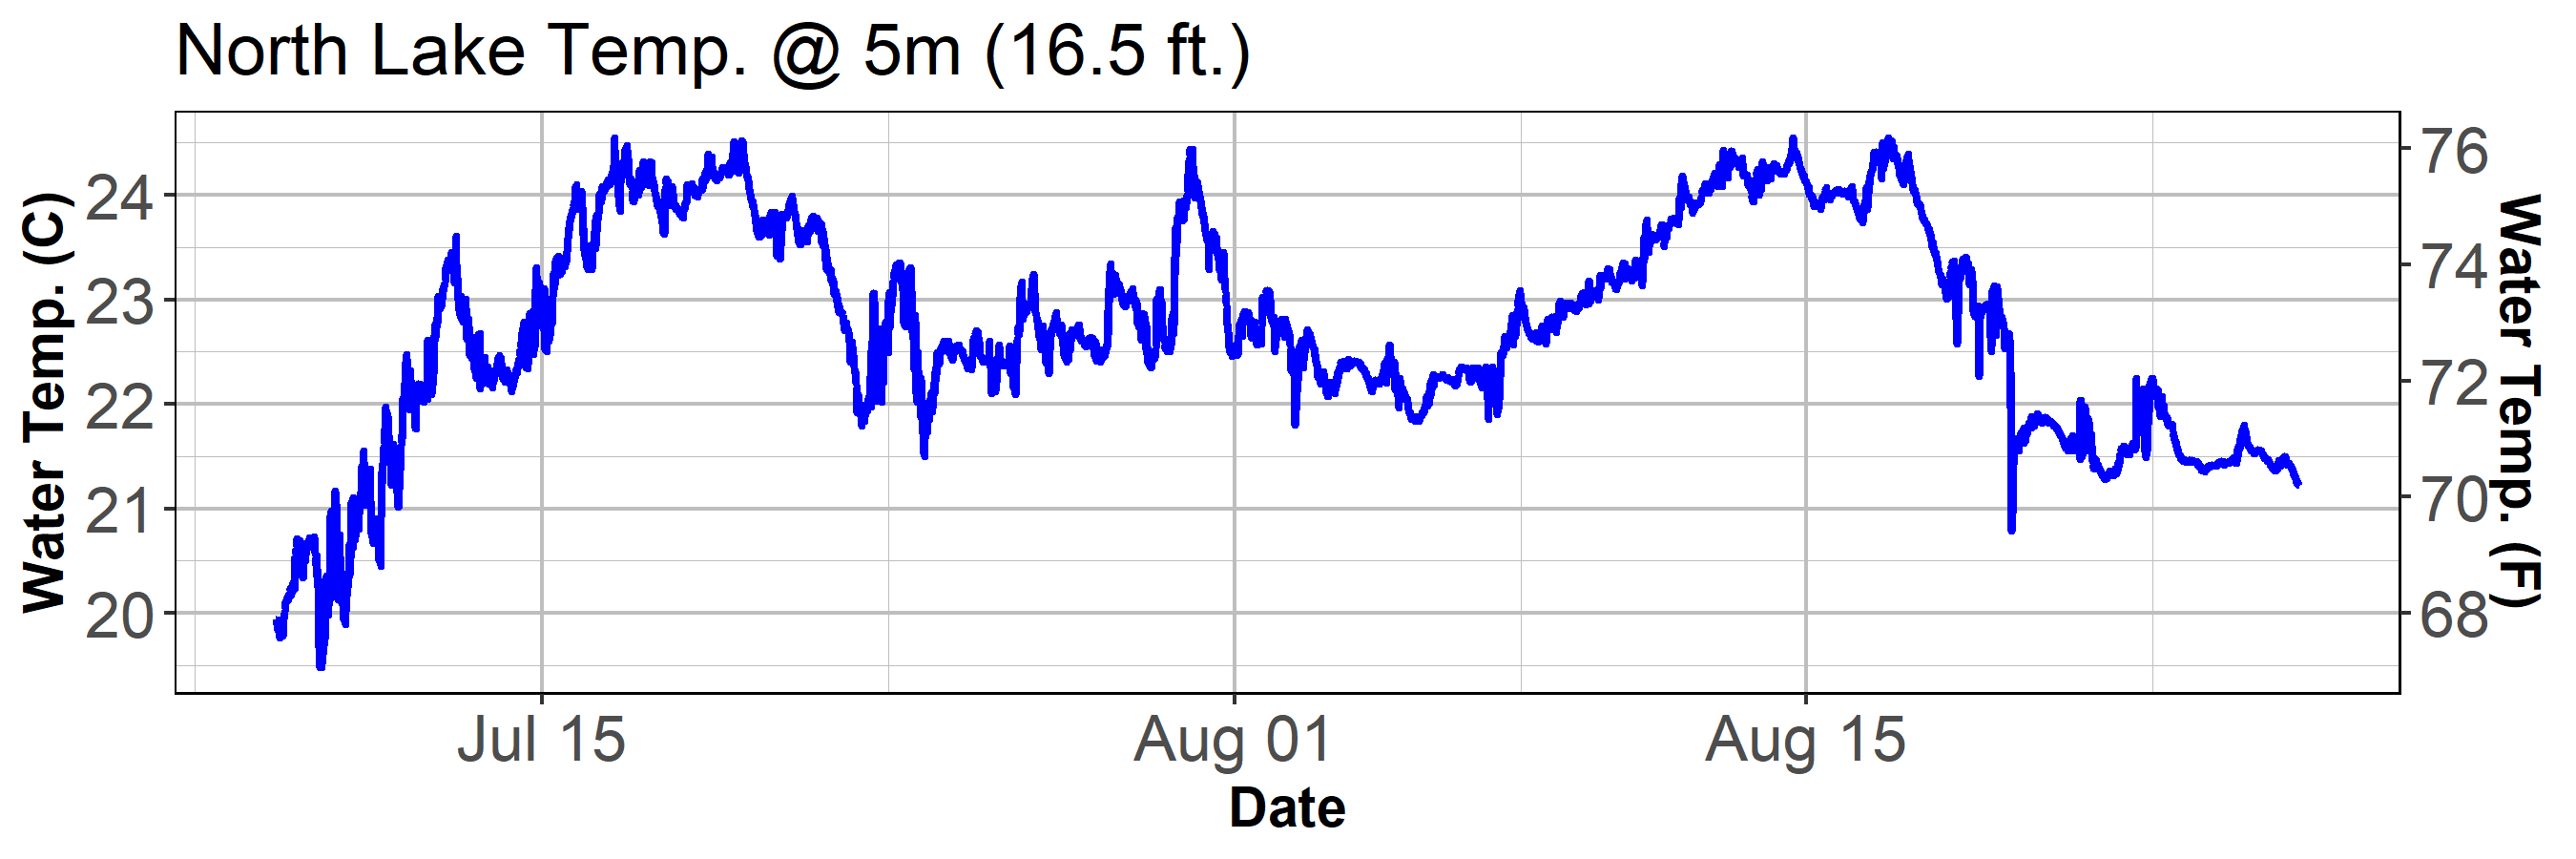 North Lake Temp. @ 5m (16.5 ft.)
Water Temp. (C)
24
23
22
21
20
76
74
72
70
68
Water Temp. (F)
Jul 15
Aug 01
Aug 15
Date